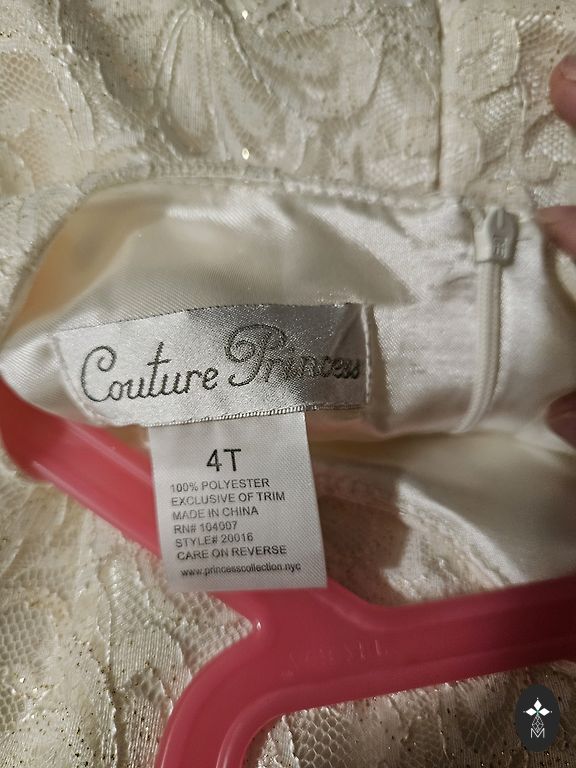 Couture Princess
4T
100% POLYESTER
EXCLUSIVE OF TRIM
MADE IN CHINA
RN# 104007
STYLE# 20016
CARE ON REVERSE
www.princesscollection.nyc